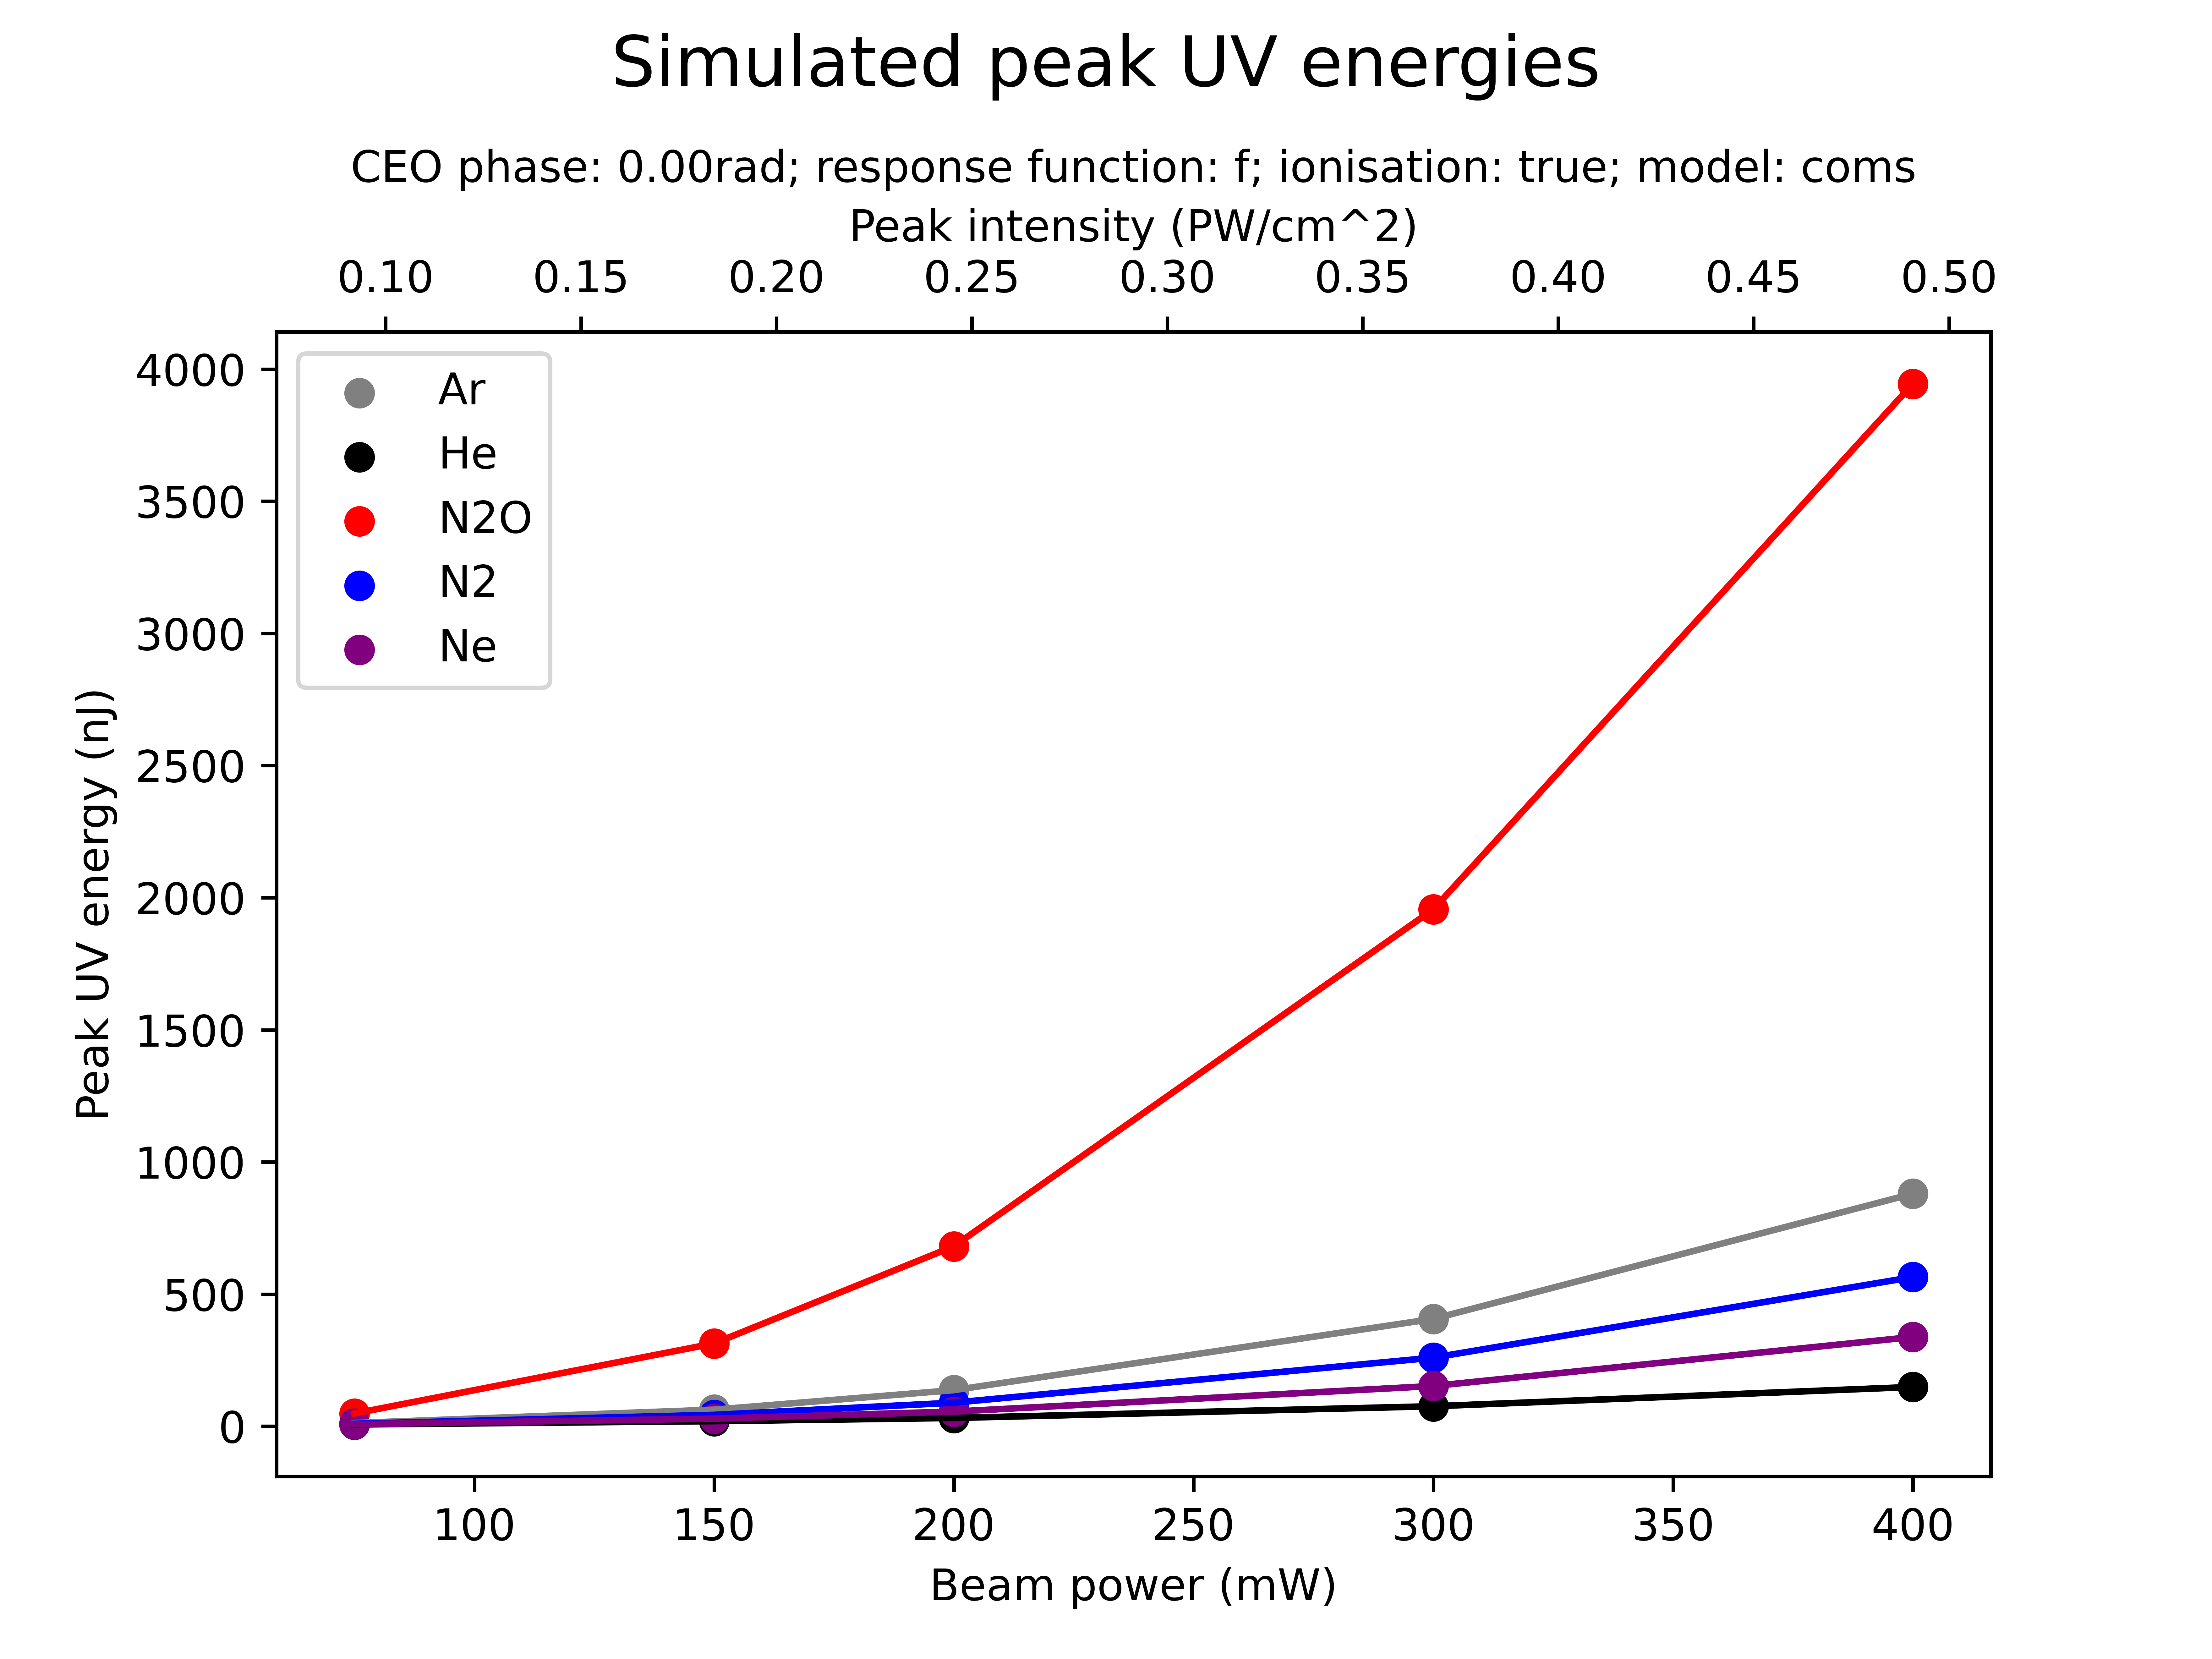 Simulated peak UV energies
CEO phase: 0.00rad; response function: f; ionisation: true; model: coms
Peak intensity (PW/cm^2)
0.10 0.15 0.20 0.25 0.30 0.35 0.40 0.45 0.50
4000
3500
3000
2500
2000
1500
1000
500
0
Peak UV energy (nJ)
Ar
He
N2O
N2
Ne
100 150 200 250 300 350 400
Beam power (mW)